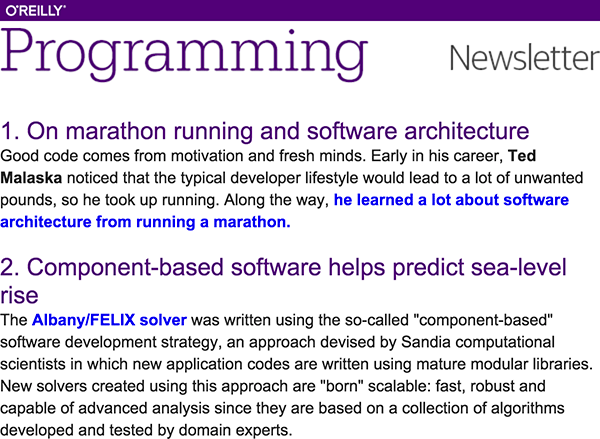 O'REILLY®
Programming Newsletter
1. On marathon running and software architecture
Good code comes from motivation and fresh minds. Early in his career, Ted
Malaska noticed that the typical developer lifestyle would lead to a lot of unwanted
pounds, so he took up running. Along the way, he learned a lot about software
architecture from running a marathon.
2. Component-based software helps predict sea-level
rise
The Albany/FELIX solver was written using the so-called "component-based"
software development strategy, an approach devised by Sandia computational
scientists in which new application codes are written using mature modular libraries.
New solvers created using this approach are "born" scalable: fast, robust and
capable of advanced analysis since they are based on a collection of algorithms
developed and tested by domain experts.